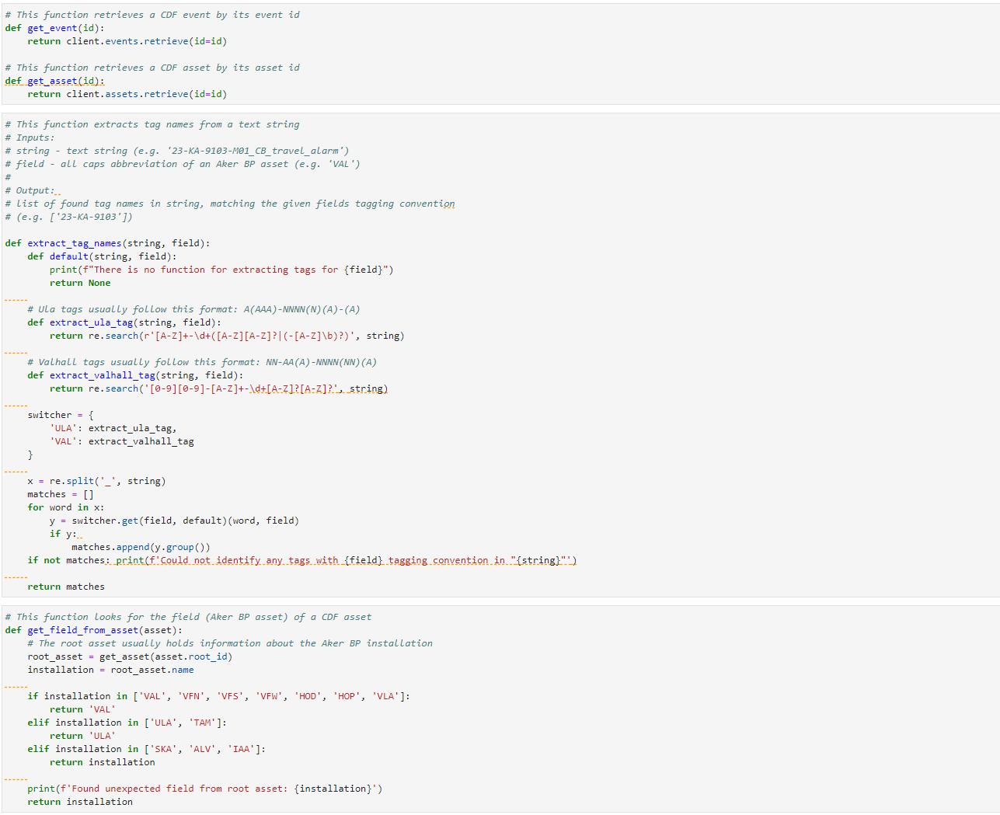 # This function retrieves a CDF event by its event id
def get_event(id):
    return client.events.retrieve(id=id)
# This function retrieves a CDF asset by its asset id
def get_asset(id):
    return client.assets.retrieve(id=id)
# This function extracts tag names from a text string
# Inputs:
# string - text string (e.g. '23-KA-9103-M01_CB_travel_alarm')
# field - all caps abbreviation of an Aker BP asset (e.g. 'VAL')
#
# Output:
# list of found tag names in string, matching the given fields tagging convention
# (e.g. ['23-KA-9103'])
def extract_tag_names(string, field):
    def default(string, field):
        print(f"There is no function for extracting tags for {field}")
        return None
    # Ula tags usually follow this format: A(AAA)-NNNN(N)(A)-(A)
    def extract_ula_tag(string, field):
        return re.search(r'[A-Z]+-\d+([A-Z][A-Z]?|(-[A-Z]\b)?)', string)
    # Valhall tags usually follow this format: NN-AA(A)-NNNN(NN)(A)
    def extract_valhall_tag(string, field):
        return re.search('[0-9][0-9]-[A-Z]+-\d+[A-Z]?[A-Z]?', string)
    switcher = {
        'ULA': extract_ula_tag,
        'VAL': extract_valhall_tag
    }
    x = re.split('_', string)
    matches = []
    for word in x:
        y = switcher.get(field, default)(word, field)
        if y:
            matches.append(y.group())
    if not matches: print(f'Could not identify any tags with {field} tagging convention in "{string}"')
    return matches
# This function looks for the field (Aker BP asset) of a CDF asset
def get_field_from_asset(asset):
    # The root asset usually holds information about the Aker BP installation
    root_asset = get_asset(asset.root_id)
    installation = root_asset.name
    if installation in ['VAL', 'VFN', 'VFS', 'VFW', 'HOD', 'HOP', 'VLA']:
        return 'VAL'
    elif installation in ['ULA', 'TAM']:
        return 'ULA'
    elif installation in ['SKA', 'ALV', 'IAA']:
        return installation
    print(f'Found unexpected field from root asset: {installation}')
    return installation